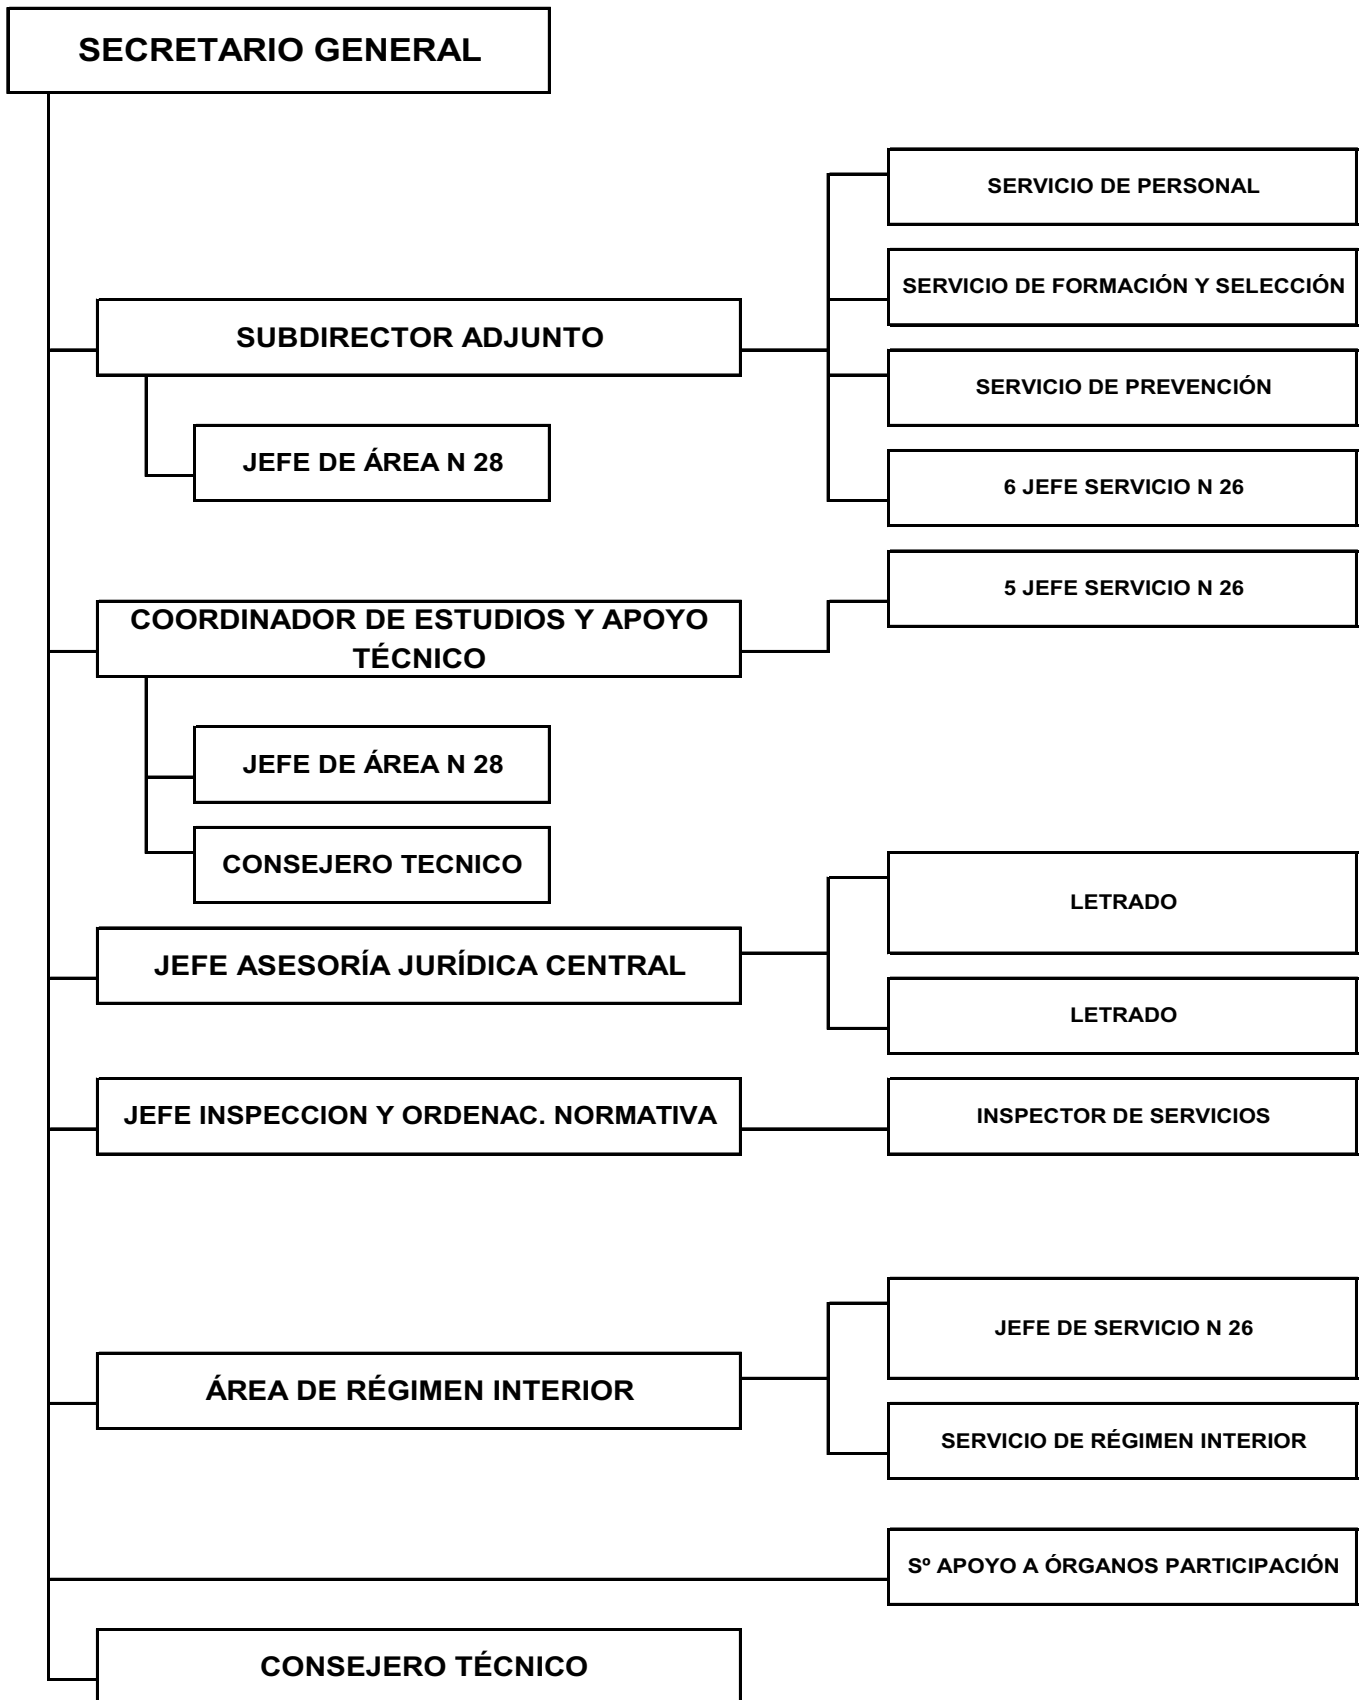 SECRETARIO GENERAL
SERVICIO DE PERSONAL
SERVICIO DE FORMACIÓN Y SELECCIÓN
SUBDIRECTOR ADJUNTO
SERVICIO DE PREVENCIÓN
JEFE DE ÁREA N 28
6 JEFE SERVICIO N 26
5 JEFE SERVICIO N 26
COORDINADOR DE ESTUDIOS Y APOYO
TÉCNICO
JEFE DE ÁREA N 28
CONSEJERO TECNICO
LETRADO
JEFE ASESORÍA JURÍDICA CENTRAL
LETRADO
JEFE INSPECCION Y ORDENAC. NORMATIVA
INSPECTOR DE SERVICIOS
JEFE DE SERVICIO N 26
ÁREA DE RÉGIMEN INTERIOR
SERVICIO DE RÉGIMEN INTERIOR
Sº APOYO A ÓRGANOS PARTICIPACIÓN
CONSEJERO TÉCNICO